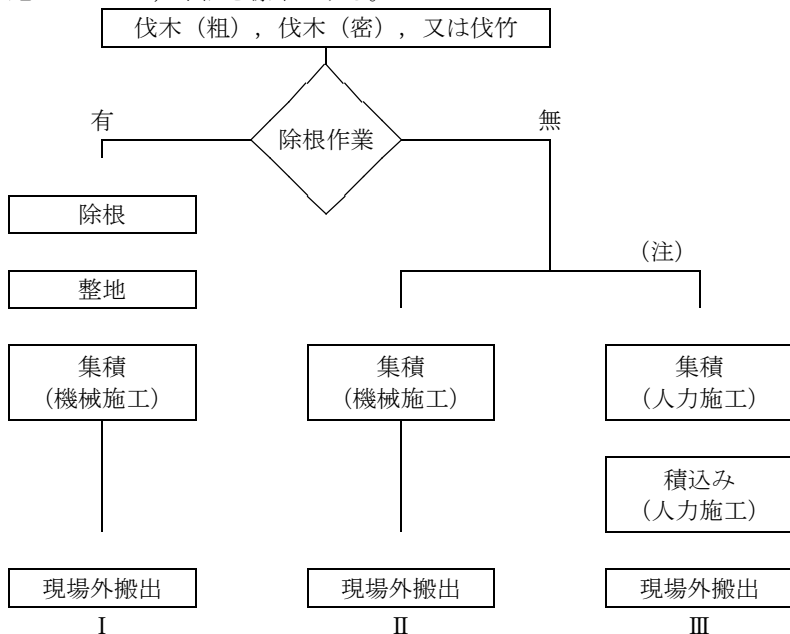 伐木（粗），伐木（密），又は伐竹
有
除根作業
無
除根
（注）
整地
集積
（機械施工）
集積
（機械施工）
集積
（人力施工）
積込み
（人力施工）
現場外搬出
現場外搬出
現場外搬出
Ⅰ
Ⅱ
Ⅲ